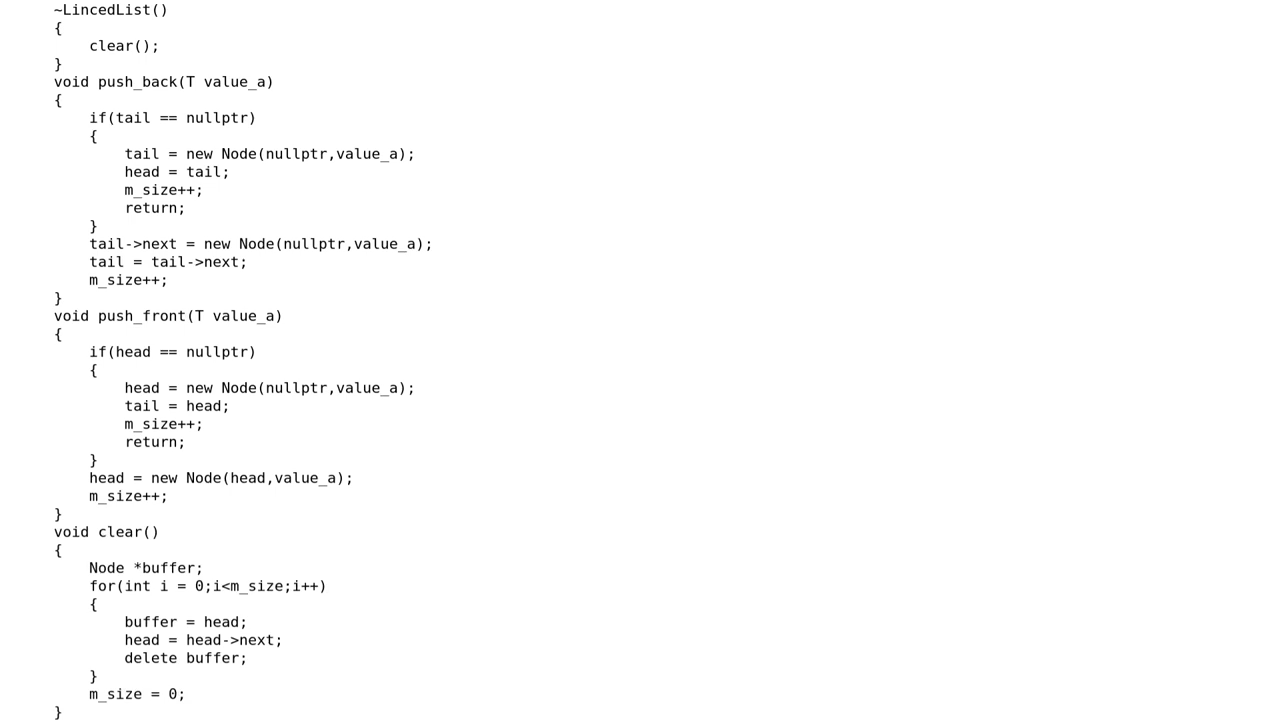 ~LincedList()
{
    clear();
}
void push_back(T value_a)
{
    if(tail == nullptr)
    {
        tail = new Node(nullptr,value_a);
        head = tail;
        m_size++;
        return;
    }
    tail->next = new Node(nullptr,value_a);
    tail = tail->next;
    m_size++;
}
void push_front(T value_a)
{
    if(head == nullptr)
    {
        head = new Node(nullptr,value_a);
        tail = head;
        m_size++;
        return;
    }
    head = new Node(head,value_a);
    m_size++;
}
void clear()
{
    Node *buffer;
    for(int i = 0;i<m_size;i++)
    {
        buffer = head;
        head = head->next;
        delete buffer;
    }
    m_size = 0;
}